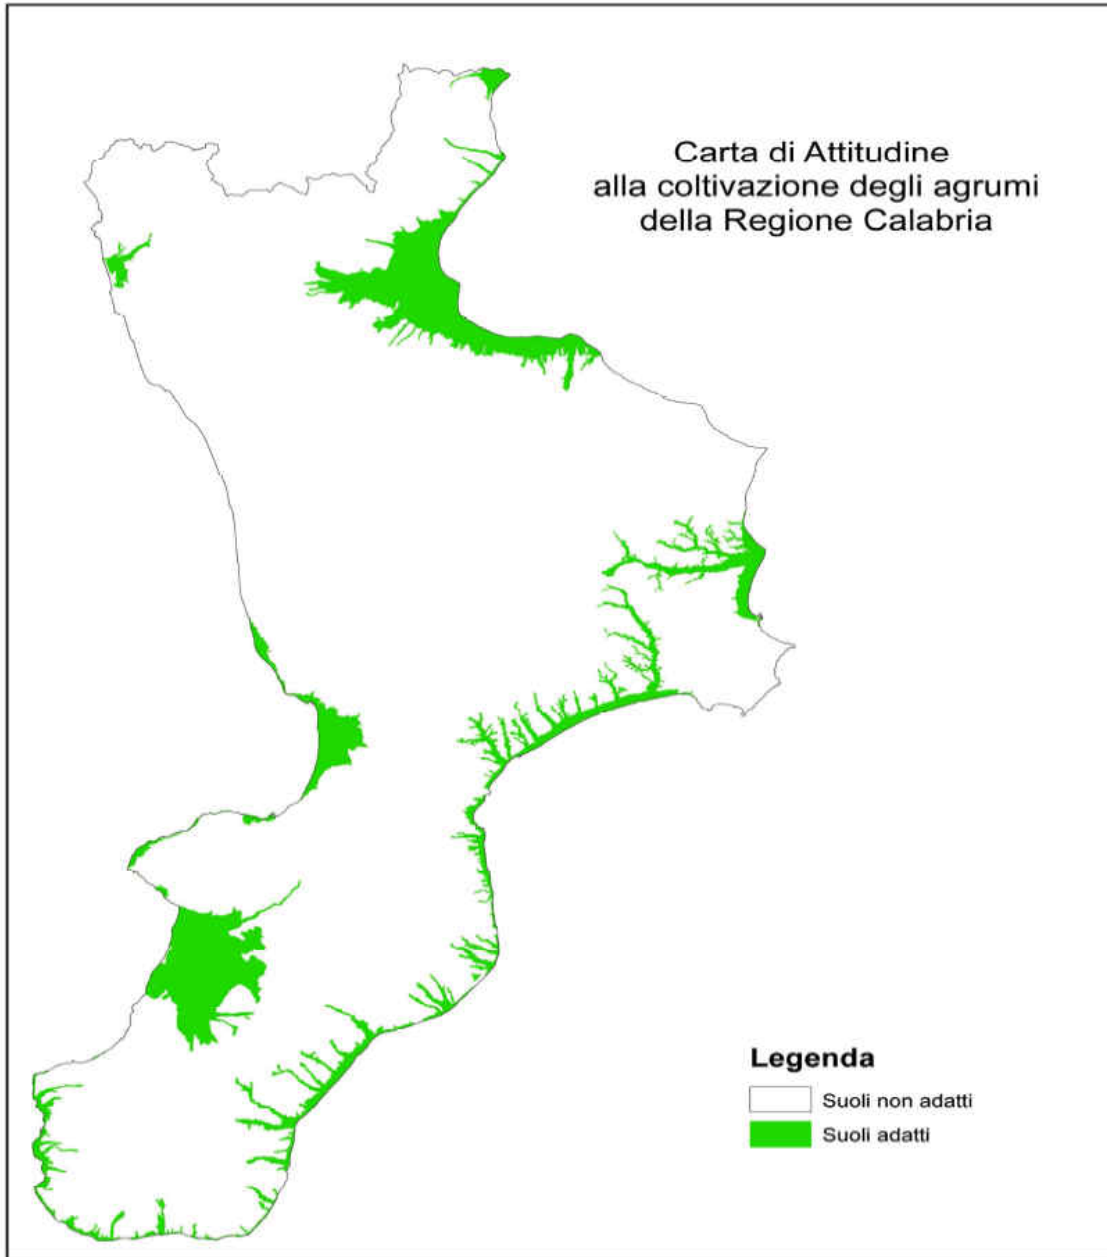 Carta di Attitudine
alla coltivazione degli agrumi
della Regione Calabria
Legenda
Suoli non adatti
Suoli adatti